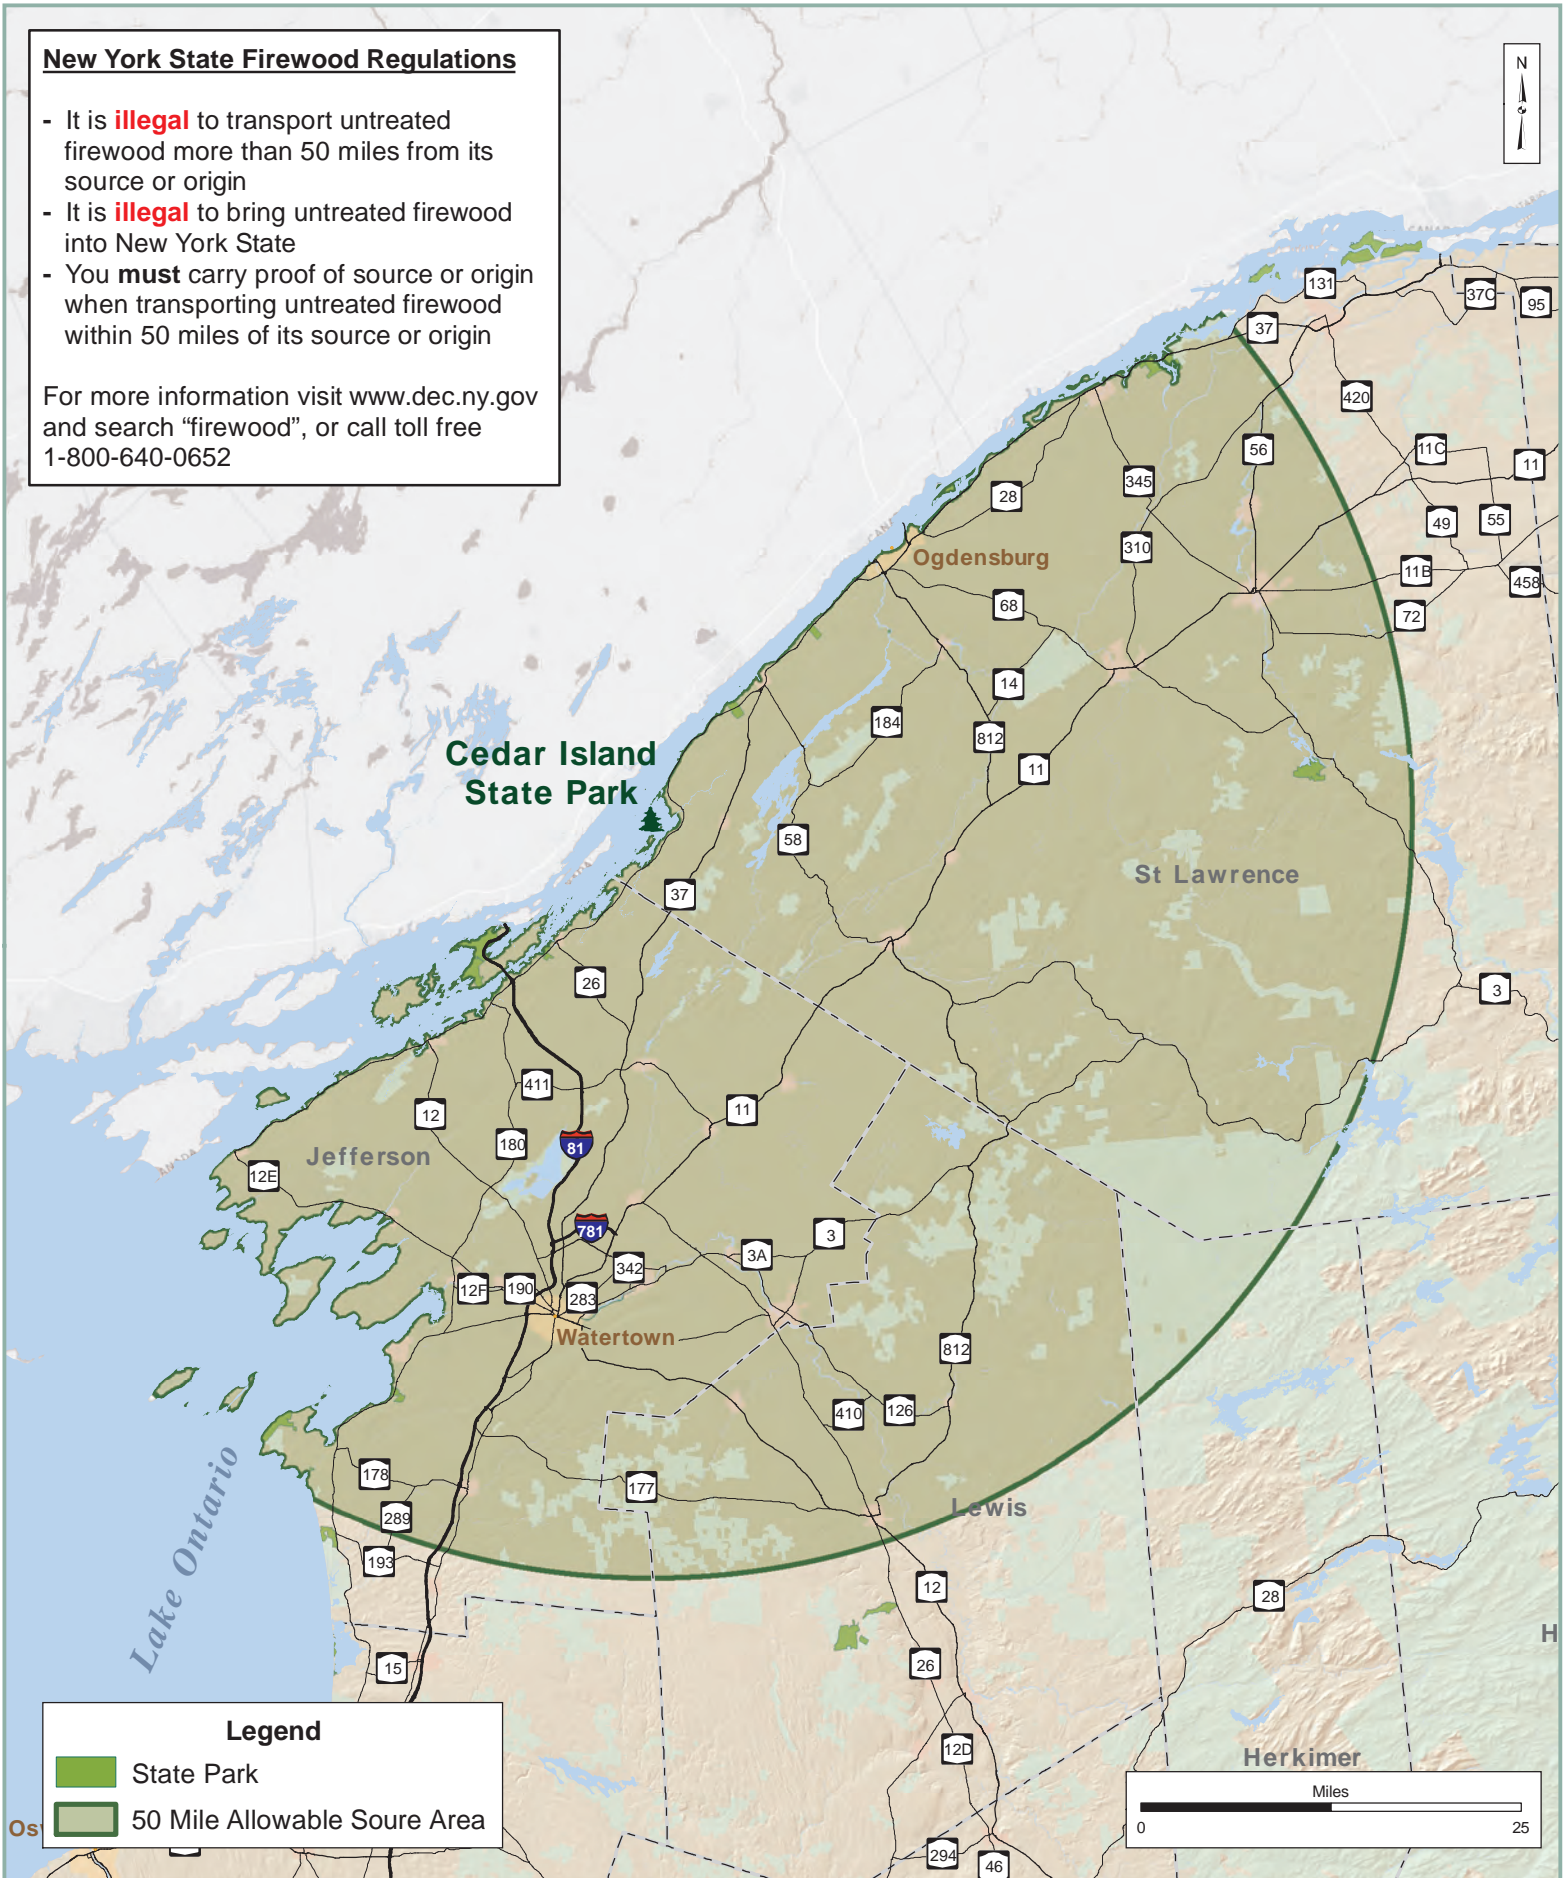 New York State Firewood Regulations
- It is illegal to transport untreated
firewood more than 50 miles from its
source or origin
- It is illegal to bring untreated firewood
into New York State
- You must carry proof of source or origin
when transporting untreated firewood
within 50 miles of its source or origin
For more information visit www.dec.ny.gov
and search “firewood”, or call toll free
1-800-640-0652
N
131
37C
95
37
420
11C
56
11
345
28
49
55
310
Ogdensburg
11B
458
68
72
14
184
812
11
Cedar Island
State Park
58
St Lawrence
37
26
3
411
12
11
180
81
Jefferson
12E
781
3
3A
342
12F
190
283
Watertown
812
410
126
178
177
Lewis
289
193
12
28
Lake Ontario
H
26
15
12D
Herkimer
Legend
State Park
50 Mile Allowable Soure Area
Miles
0
25
Os
294
46